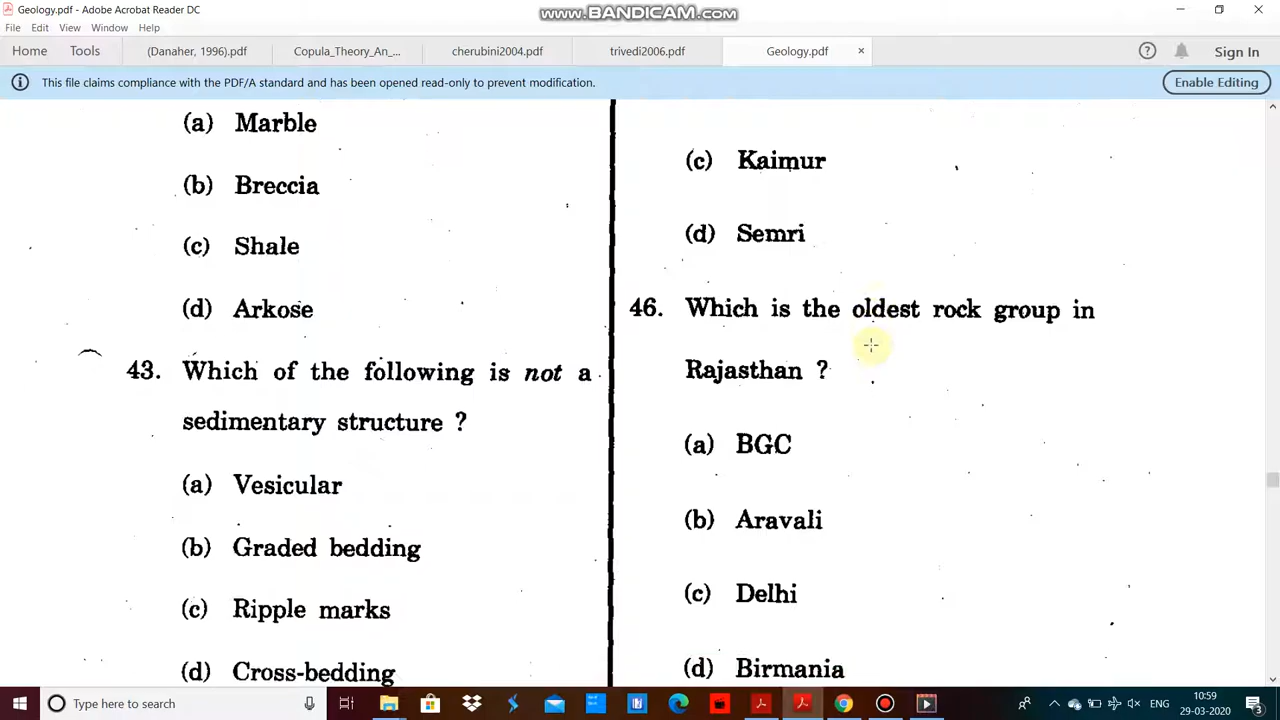 Geology.pdf - Adobe Acrobat Reader DC
WWW.BANDICAM.COM
File Edit View Window Help
Home Tools (Danaher, 1996).pdf Copula_Theory_An_... cherubini2004.pdf trivedi2006.pdf Geology.pdf × Sign In
This file claims compliance with the PDF/A standard and has been opened read-only to prevent modification. Enable Editing
(a) Marble
(b) Breccia
(c) Shale
(d) Arkose
43. Which of the following is not a
sedimentary structure ?
(a) Vesicular
(b) Graded bedding
(c) Ripple marks
(d) Cross-bedding
(c) Kaimur
(d) Semri
46. Which is the oldest rock group in
Rajasthan ?
(a) BGC
(b) Aravali
(c) Delhi
(d) Birmania
Type here to search
ENG
10:59
29-03-2020
3